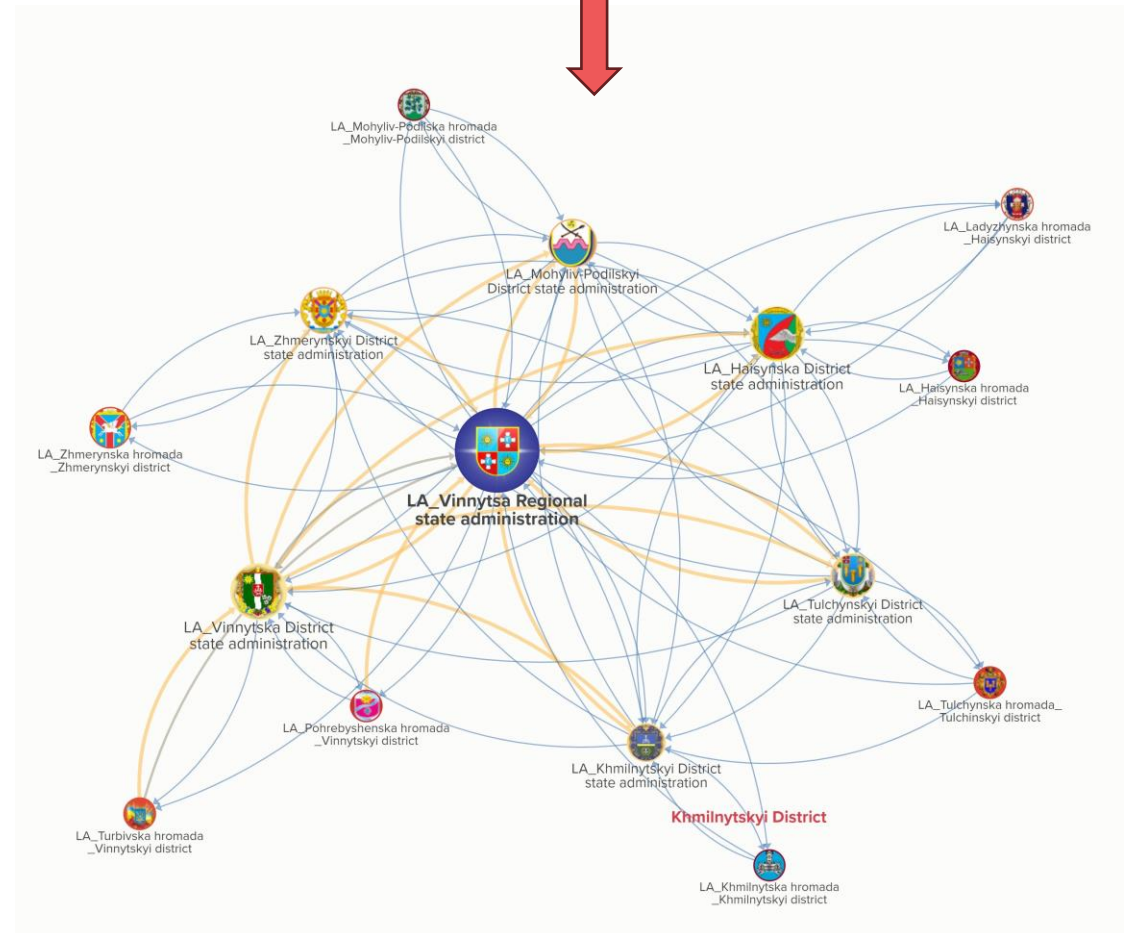 LA_Mohyliv-Podilska hromada
_Mohyliv-Podilskyi district
LA_Ladyzhynska hromada
_Haisynskyi district
LA_Mohyliv-Podilskyi
District state administration
LA_Zhmerynskyi District
state administration
LA_Haisynska District
state administration
LA_Haisynska hromada
_Haisynskyi district
LA_Zhmerynska hromada
_Zhmerynskyi district
LA_Vinnytsa Regional
state administration
LA_Vinnytska District
state administration
LA_Tulchynskyi District
state administration
LA_Tulchynska hromada_
Tulchinskyi district
LA_Pohrebyshenska hromada
_Vinnytskyi district
LA_Khmilnytskyi District
state administration
Khmilnytskyi District
LA_Turbivska hromada
_Vinnytskyi district
LA_Khmilnytska hromada
_Khmilnytskyi district